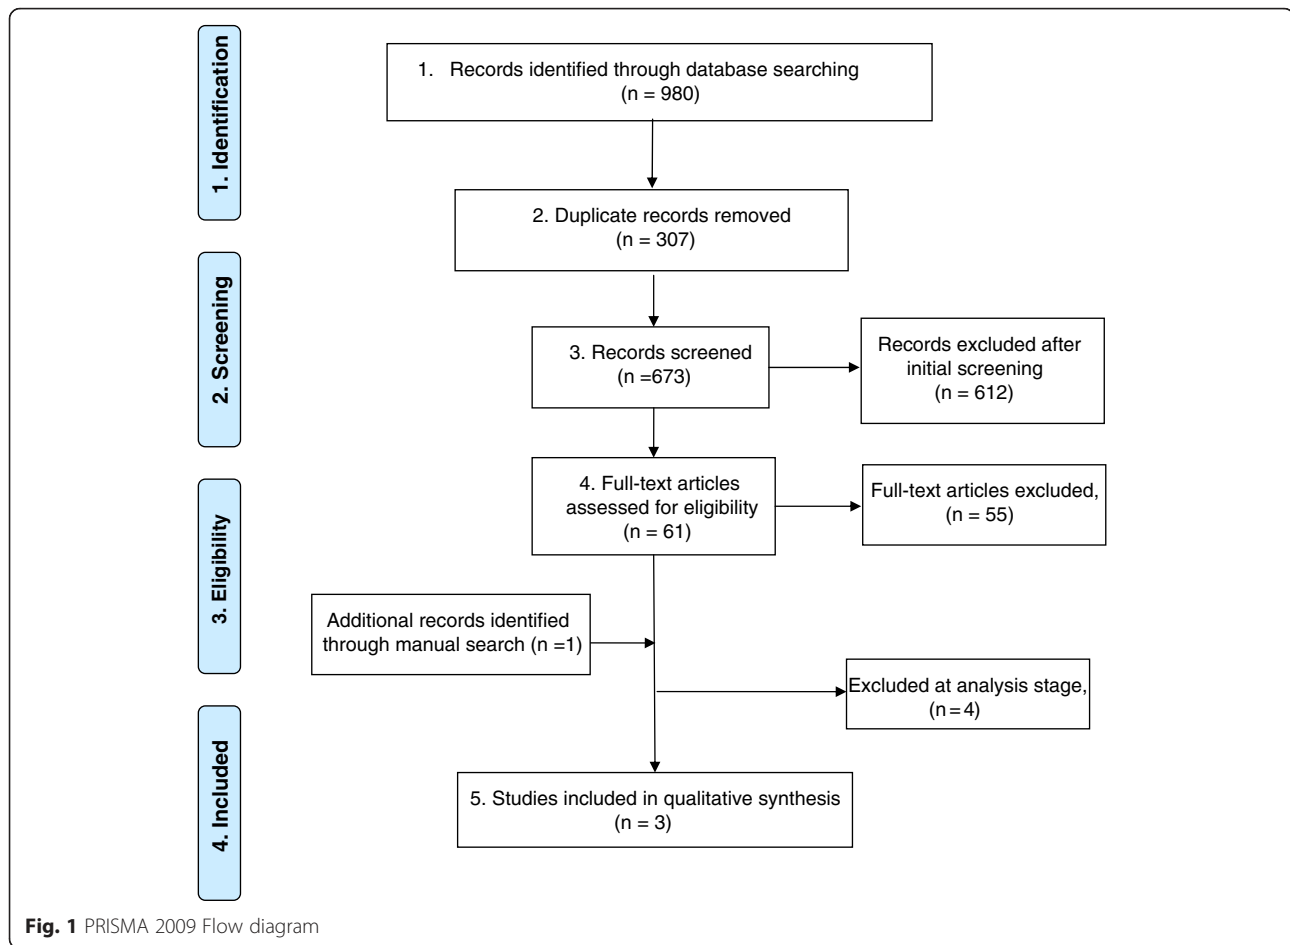 1. Identification
1. Records identified through database searching
(n = 980)
2. Duplicate records removed
(n = 307)
2. Screening
3. Records screened
(n =673)
Records excluded after
initial screening
(n = 612)
3. Eligibility
4. Full-text articles
assessed for eligibility
(n = 61)
Full-text articles excluded,
(n = 55)
Additional records identified
through manual search (n =1)
Excluded at analysis stage,
(n = 4)
4. Included
5. Studies included in qualitative synthesis
(n = 3)
Fig. 1 PRISMA 2009 Flow diagram